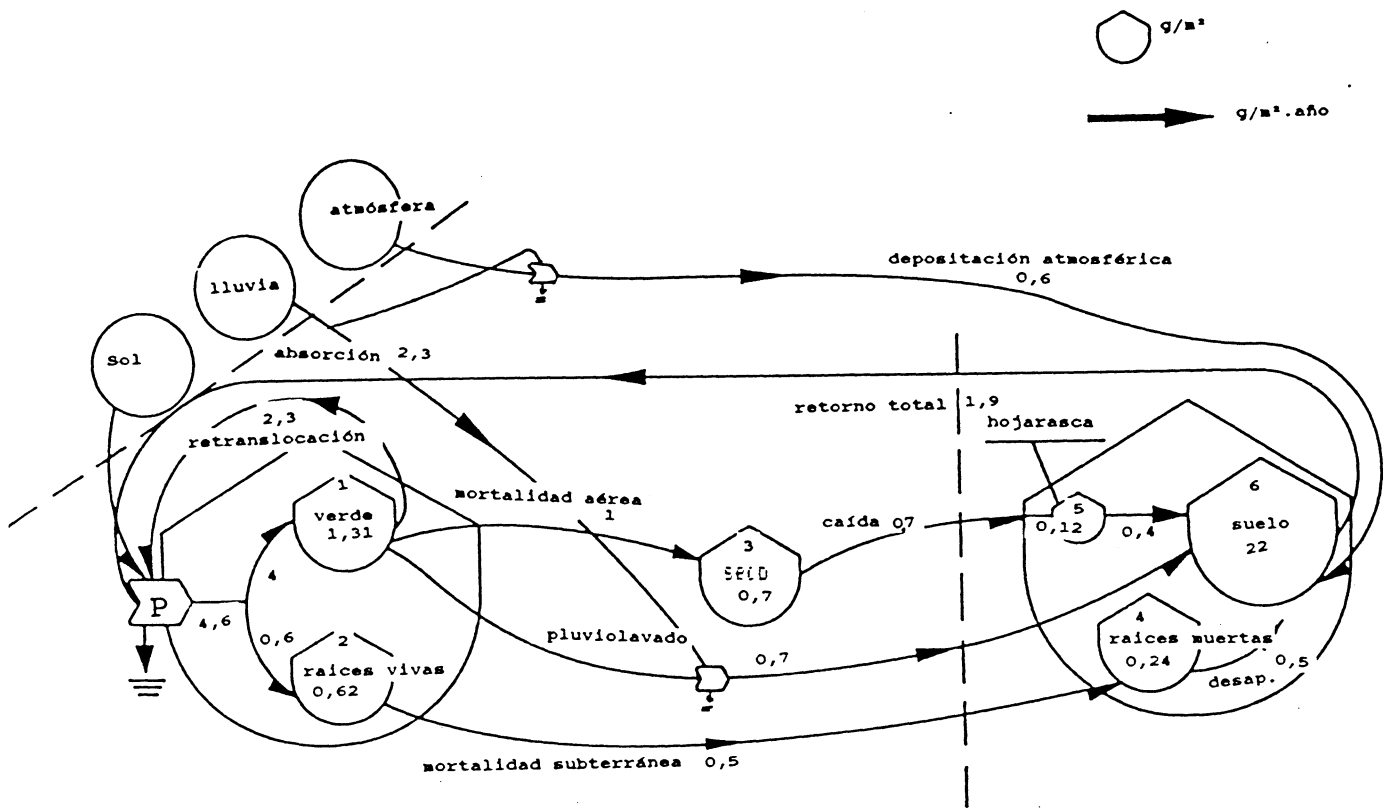 g/m²
g/m².año
atmósfera
lluvia
Sol
depositación atmosférica
0,6
absorción 2,3
retorno total 1,9
hojarasca
2,3
retranslocación
1
verde
1,31
mortalidad aérea
1
3
SECO
0,7
caída 07
5
0,12
0,4
6
suelo
22
P
4,6
4
0,6
2
raices vivas
0,62
pluviolavado
0,7
4
raices muertas
0,24
0,5
desap.
mortalidad subterránea 0,5